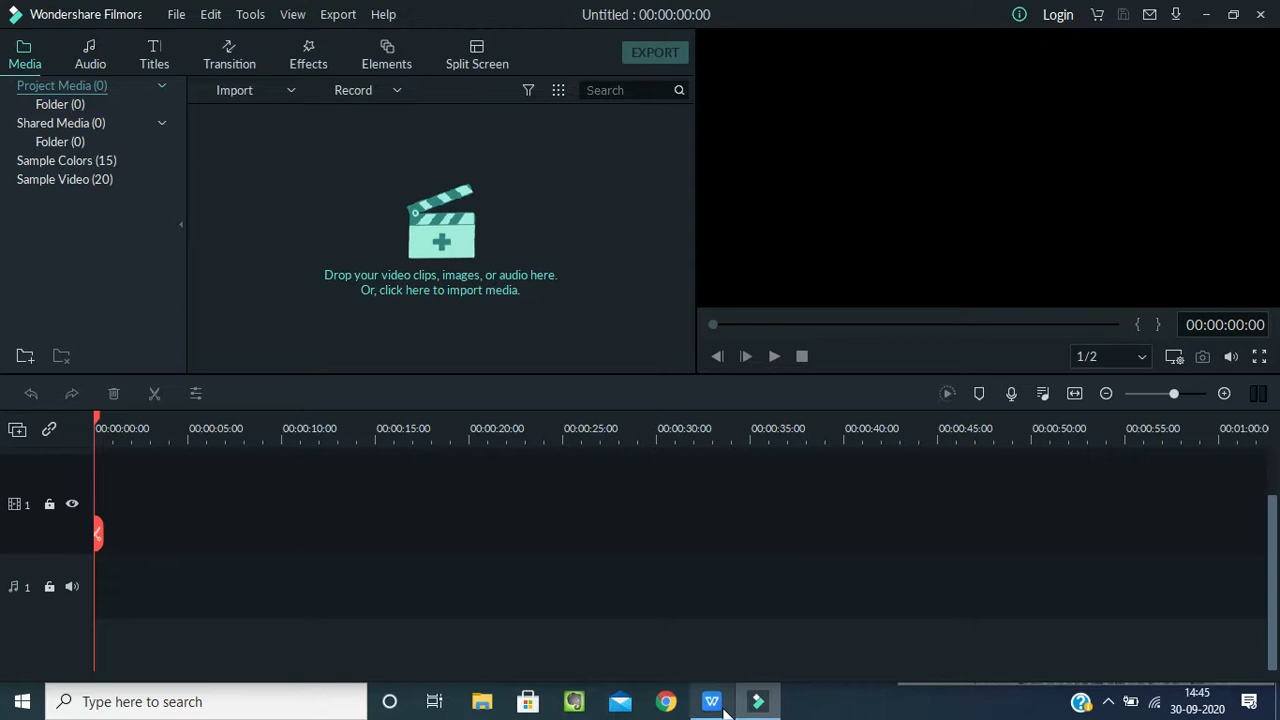 Wondershare Filmora File Edit Tools View Export Help Untitled : 00:00:00:00 Login
Media Audio Titles Transition Effects Elements Split Screen EXPORT
Project Media (0)
Folder (0)
Shared Media (0)
Folder (0)
Sample Colors (15)
Sample Video (20)
Import Record Search
Drop your video clips, images, or audio here.
Or, click here to import media.
{ } 00:00:00:00
1/2
00:00:00:00 00:00:05:00 00:00:10:00 00:00:15:00 00:00:20:00 00:00:25:00 00:00:30:00 00:00:35:00 00:00:40:00 00:00:45:00 00:00:50:00 00:00:55:00 00:01:00:0
1
1
Type here to search
14:45
30-09-2020